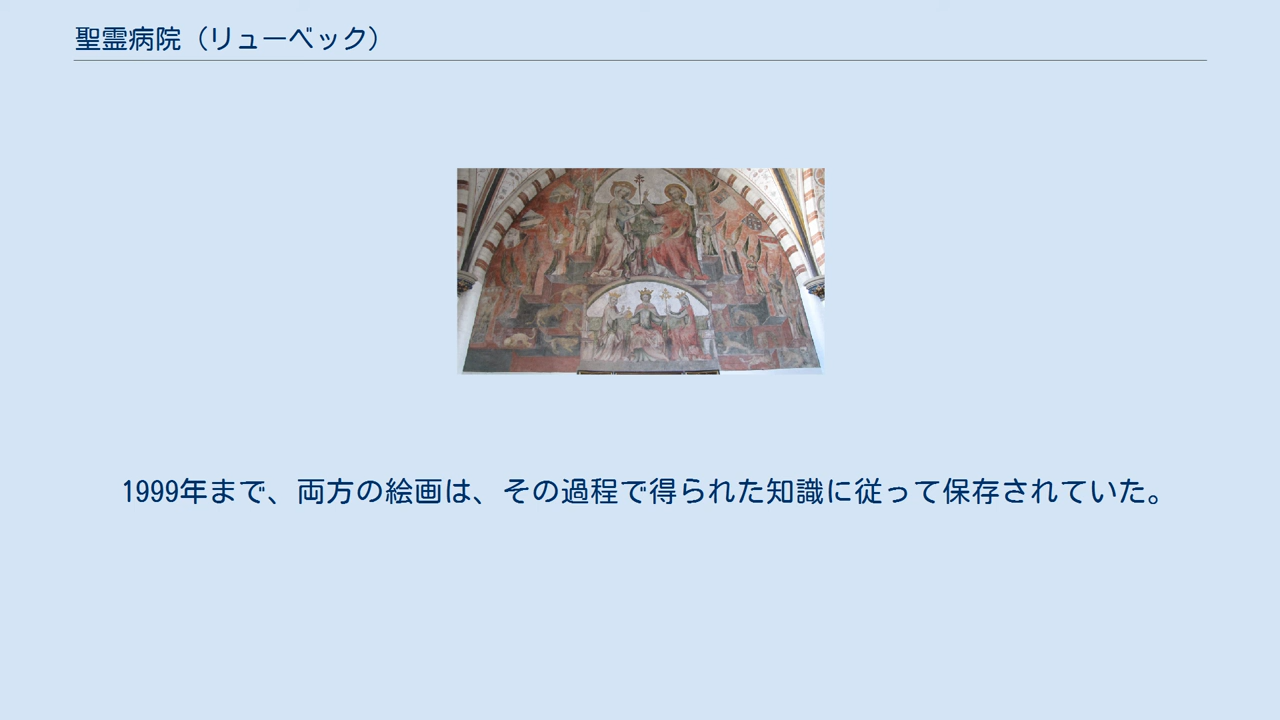 聖霊病院（リューベック）
1999年まで、両方の絵画は、その過程で得られた知識に従って保存されていた。